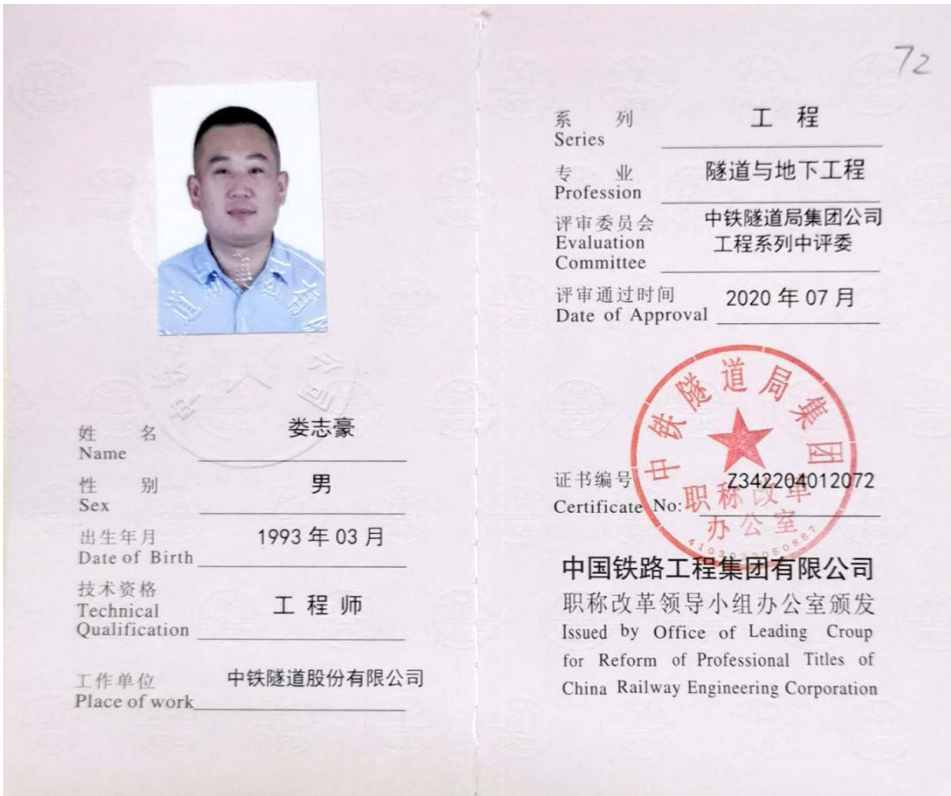 72
姓 名
Name
娄志豪
性 别
Sex
男
出生年月
Date of Birth
1993 年 03 月
技术资格
Technical
Qualification
工 程 师
工作单位
Place of work
中铁隧道股份有限公司
系 列
Series
工 程
专 业
Profession
隧道与地下工程
评审委员会
Evaluation
Committee
中铁隧道局集团公司
工程系列中评委
评审通过时间
Date of Approval
2020 年 07 月
中铁隧道局集团
职称改革
办公室
证书编号
Certificate No:
Z342204012072
中国铁路工程集团有限公司
职称改革领导小组办公室颁发
Issued by Office of Leading Croup
for Reform of Professional Titles of
China Railway Engineering Corporation